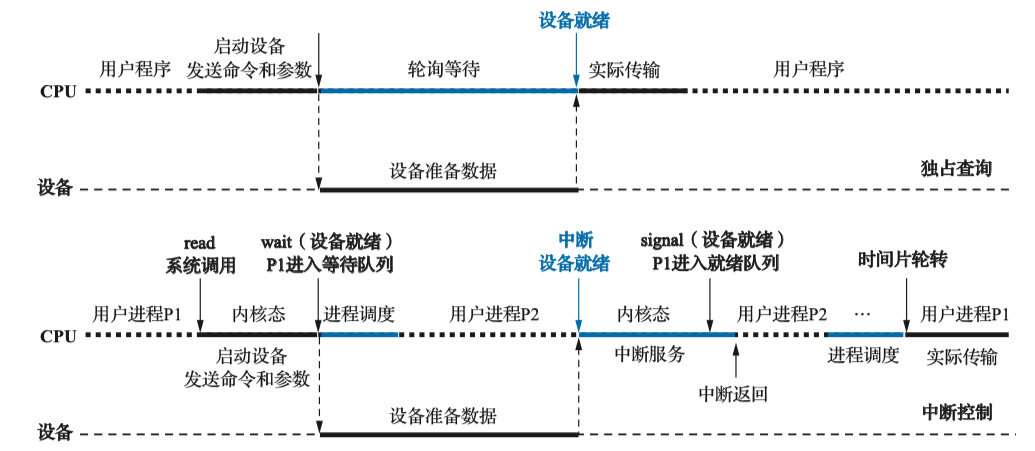 设备就绪
启动设备
用户程序 发送命令和参数 轮询等待 实际传输 用户程序
CPU
设备准备数据 独占查询
设备
read wait（设备就绪） 中断 signal（设备就绪）
系统调用 P1进入等待队列 设备就绪 P1进入就绪队列 时间片轮转
用户进程P1 内核态 进程调度 用户进程P2 内核态 用户进程P2 … 用户进程P1
CPU
启动设备 中断服务 进程调度 实际传输
发送命令和参数 中断返回
设备准备数据 中断控制
设备